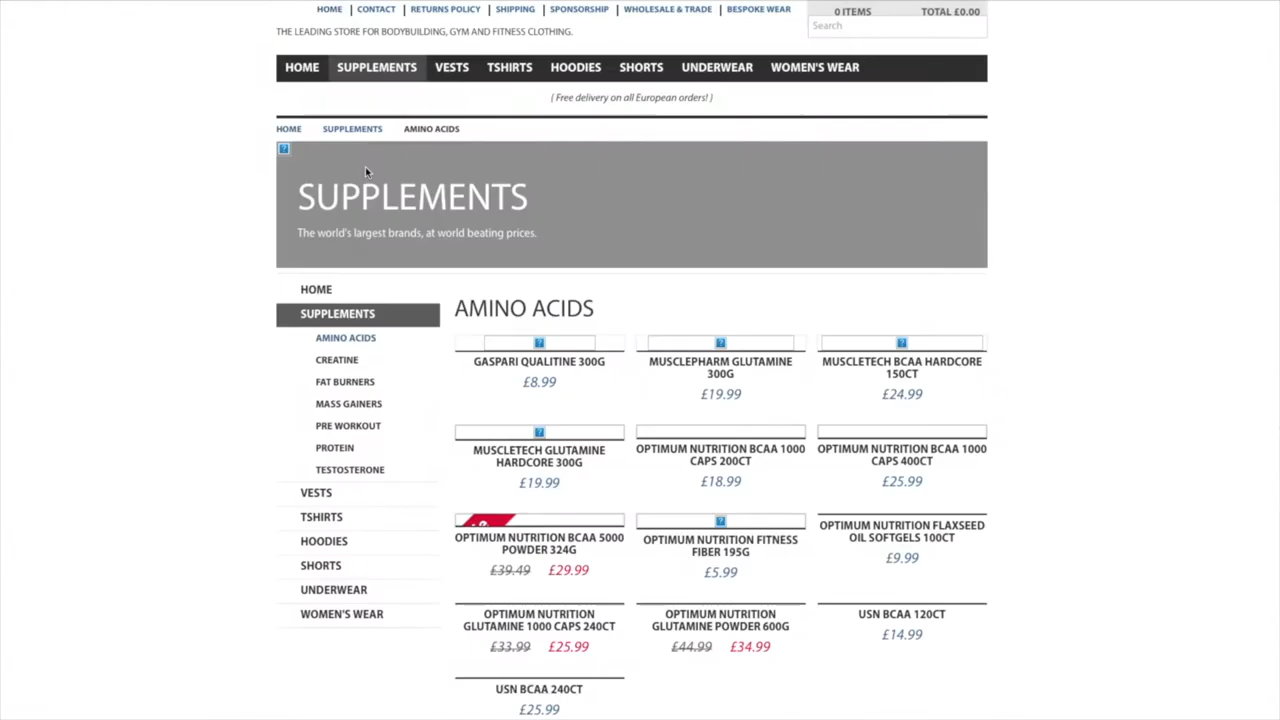 HOME | CONTACT | RETURNS POLICY | SHIPPING | SPONSORSHIP | WHOLESALE & TRADE | BESPOKE WEAR
0 ITEMS TOTAL £0.00
Search
THE LEADING STORE FOR BODYBUILDING, GYM AND FITNESS CLOTHING.
HOME SUPPLEMENTS VESTS TSHIRTS HOODIES SHORTS UNDERWEAR WOMEN'S WEAR
( Free delivery on all European orders! )
HOME SUPPLEMENTS AMINO ACIDS
SUPPLEMENTS
The world's largest brands, at world beating prices.
HOME
SUPPLEMENTS
AMINO ACIDS
CREATINE
FAT BURNERS
MASS GAINERS
PRE WORKOUT
PROTEIN
TESTOSTERONE
VESTS
TSHIRTS
HOODIES
SHORTS
UNDERWEAR
WOMEN'S WEAR
AMINO ACIDS
GASPARI QUALITINE 300G
£8.99
MUSCLEPHARM GLUTAMINE
300G
£19.99
MUSCLETECH BCAA HARDCORE
150CT
£24.99
MUSCLETECH GLUTAMINE
HARDCORE 300G
£19.99
OPTIMUM NUTRITION BCAA 1000
CAPS 200CT
£18.99
OPTIMUM NUTRITION BCAA 1000
CAPS 400CT
£25.99
OPTIMUM NUTRITION BCAA 5000
POWDER 324G
£39.49 £29.99
OPTIMUM NUTRITION FITNESS
FIBER 195G
£5.99
OPTIMUM NUTRITION FLAXSEED
OIL SOFTGELS 100CT
£9.99
OPTIMUM NUTRITION
GLUTAMINE 1000 CAPS 240CT
£33.99 £25.99
OPTIMUM NUTRITION
GLUTAMINE POWDER 600G
£44.99 £34.99
USN BCAA 120CT
£14.99
USN BCAA 240CT
£25.99